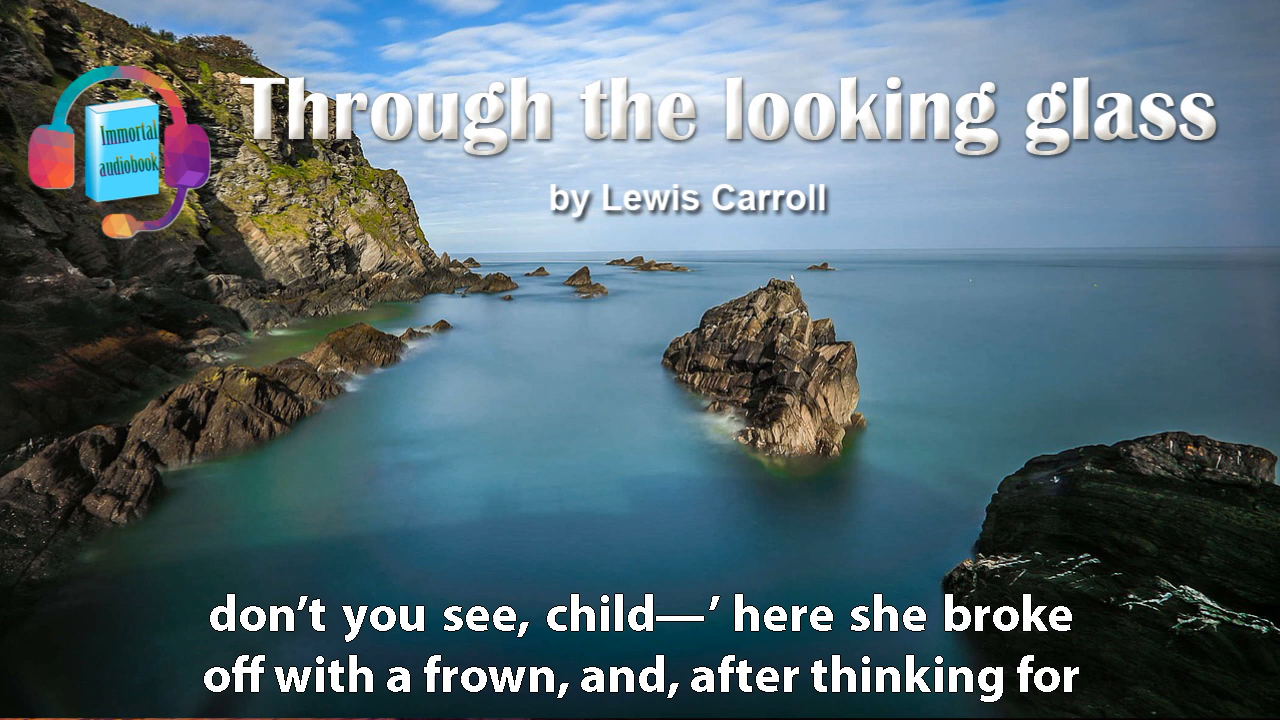 Immortal
audiobook
Through the looking glass
by Lewis Carroll
don’t you see, child—’ here she broke
off with a frown, and, after thinking for